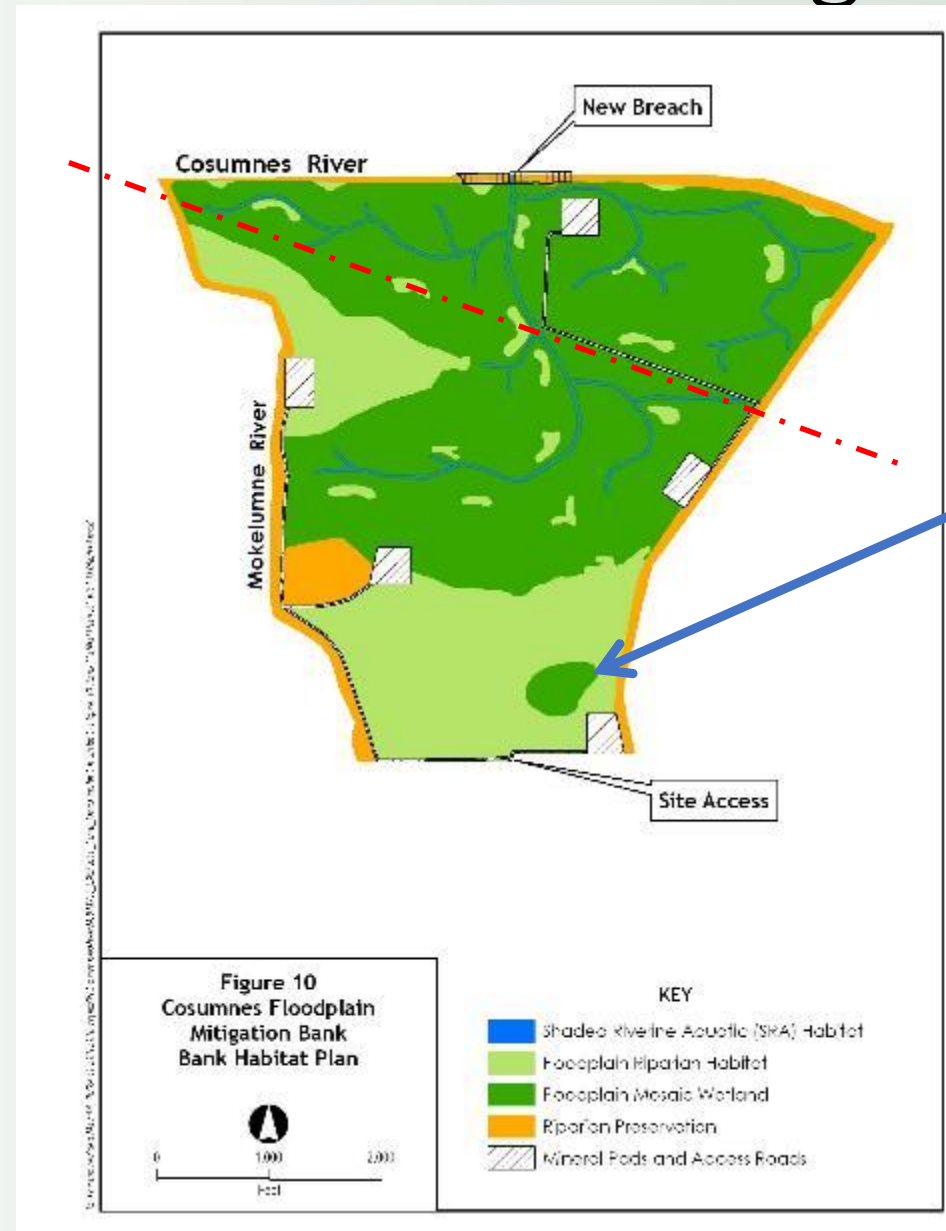 New Breach
Cosumnes River
Mokelumne River
Site Access
Figure 10
Cosumnes Floodplain
Mitigation Bank
Bank Habitat Plan
0 1,000 2,000
Feet
KEY
Shaded Riverine Aquatic (SRA) Habitat
Floodplain Riparian Habitat
Floodplain Mosaic Wetland
Riparian Preservation
Mineral Pads and Access Roads